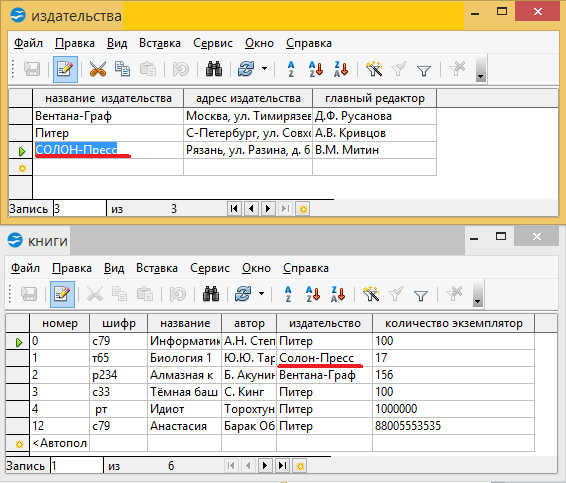 издательства
Файл Правка Вид Вставка Сервис Окно Справка
название издательства адрес издательства главный редактор
Вентана-Граф Москва, ул. Тимирязев Д.Ф. Русанова
Питер С-Петербург, ул. Совхо А.В. Кривцов
СОЛОН-Пресс Рязань, ул. Разина, д. 6 В.М. Митин
Запись 3 из 3
книги
Файл Правка Вид Вставка Сервис Окно Справка
номер шифр название автор издательство количество экземплятор
0 с79 Информатик А.Н. Степ Питер 100
1 т65 Биология 1 Ю.Ю. Тар Солон-Пресс 17
2 р234 Алмазная к Б. Акунин Вентана-Граф 156
3 с33 Тёмная баш С. Кинг Питер 100
4 рт Идиот Торохтун Питер 1000000
12 с79 Анастасия Барак Об Питер 88005553535
<Автопол
Запись 1 из 6